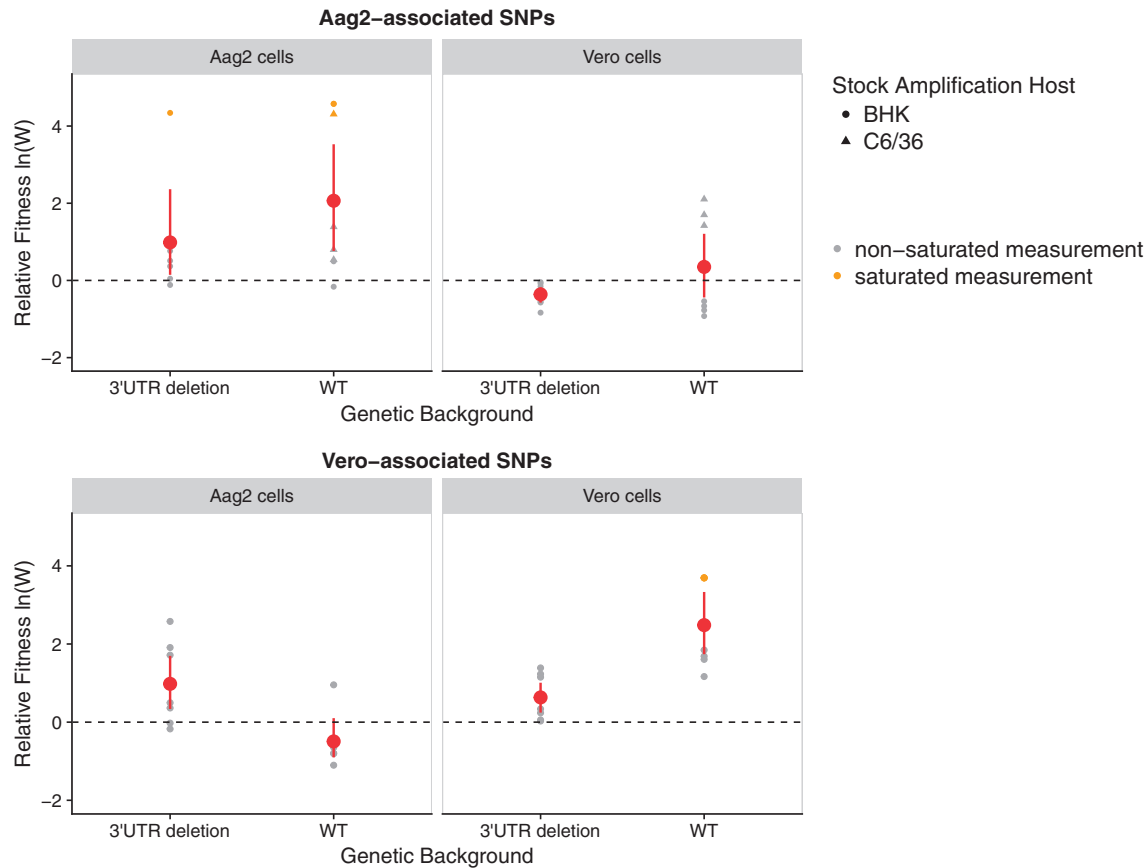 Aag2−associated SNPs
Aag2 cells
Vero cells
Relative Fitness ln(W)
4
2
0
−2
3'UTR deletion
WT
3'UTR deletion
WT
Genetic Background
Stock Amplification Host
BHK
C6/36
non−saturated measurement
saturated measurement
Vero−associated SNPs
Aag2 cells
Vero cells
Relative Fitness ln(W)
4
2
0
−2
3'UTR deletion
WT
3'UTR deletion
WT
Genetic Background